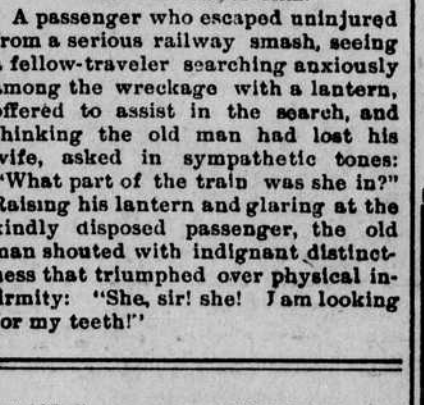 A passenger who escaped uninjured
from a serious railway smash, seeing
a fellow-traveler searching anxiously
among the wreckage with a lantern,
offered to assist in the search, and
thinking the old man had lost his
wife, asked in sympathetic tones:
"What part of the train was she in?"
Raising his lantern and glaring at the
kindly disposed passenger, the old
man shouted with indignant distinct-
ness that triumphed over physical in-
firmity: "She, sir! she! I am looking
for my teeth!"